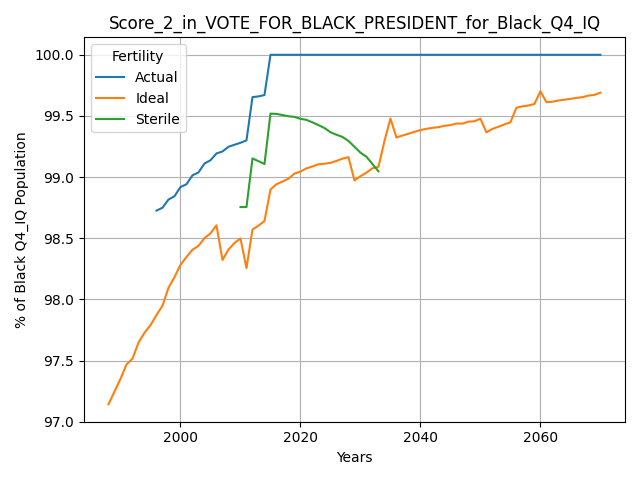 Score_2_in_VOTE_FOR_BLACK_PRESIDENT_for_Black_Q4_IQ
Fertility
Actual
Ideal
Sterile
% of Black Q4_IQ Population
100.0
99.5
99.0
98.5
98.0
97.5
97.0
2000 2020 2040 2060
Years